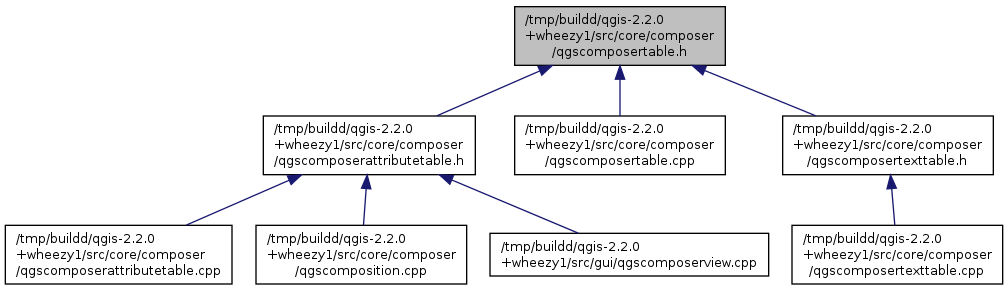 /tmp/buildd/qgis-2.2.0
+wheezy1/src/core/composer
/qgscomposertable.h
/tmp/buildd/qgis-2.2.0
+wheezy1/src/core/composer
/qgscomposerattributetable.h
/tmp/buildd/qgis-2.2.0
+wheezy1/src/core/composer
/qgscomposertable.cpp
/tmp/buildd/qgis-2.2.0
+wheezy1/src/core/composer
/qgscomposertexttable.h
/tmp/buildd/qgis-2.2.0
+wheezy1/src/core/composer
/qgscomposerattributetable.cpp
/tmp/buildd/qgis-2.2.0
+wheezy1/src/core/composer
/qgscomposition.cpp
/tmp/buildd/qgis-2.2.0
+wheezy1/src/gui/qgscomposerview.cpp
/tmp/buildd/qgis-2.2.0
+wheezy1/src/core/composer
/qgscomposertexttable.cpp